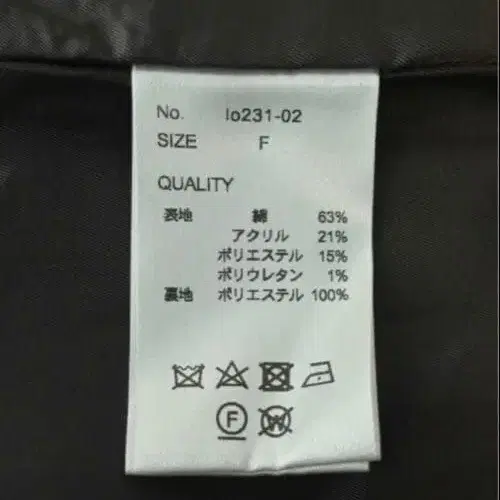 No. lo231-02
SIZE F
QUALITY
表地 綿 63%
アクリル 21%
ポリエステル 15%
ポリウレタン 1%
裏地 ポリエステル 100%
F W